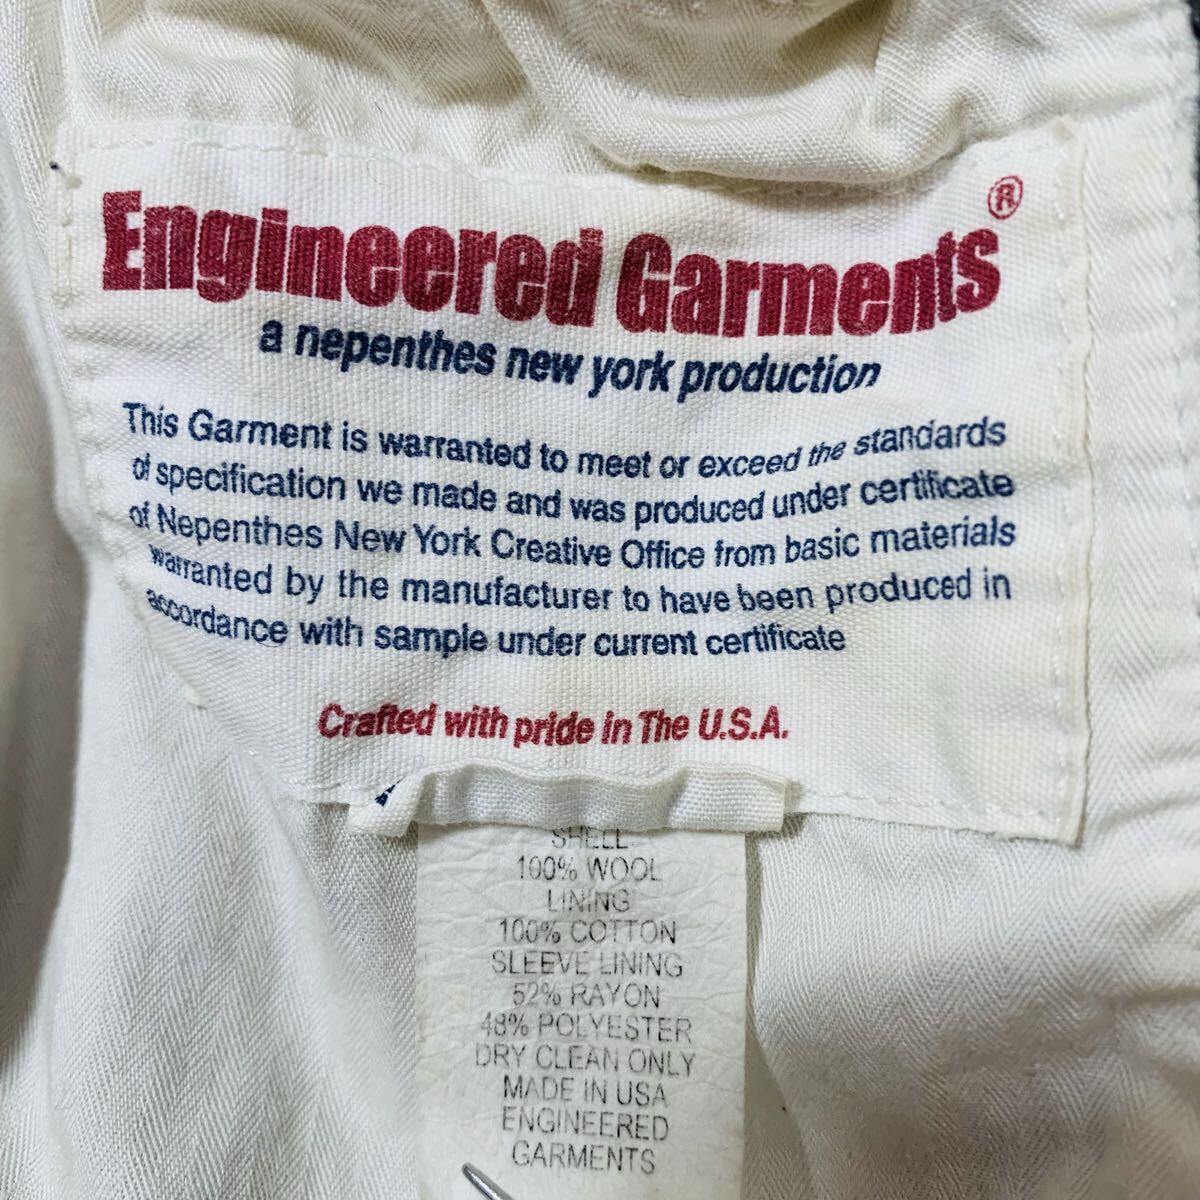 Engineered Garments®
a nepenthes new york production
This Garment is warranted to meet or exceed the standards
of specification we made and was produced under certificate
of Nepenthes New York Creative Office from basic materials
warranted by the manufacturer to have been produced in
accordance with sample under current certificate
Crafted with pride in The U.S.A.
SHELL
100% WOOL
LINING
100% COTTON
SLEEVE LINING
52% RAYON
48% POLYESTER
DRY CLEAN ONLY
MADE IN USA
ENGINEERED
GARMENTS